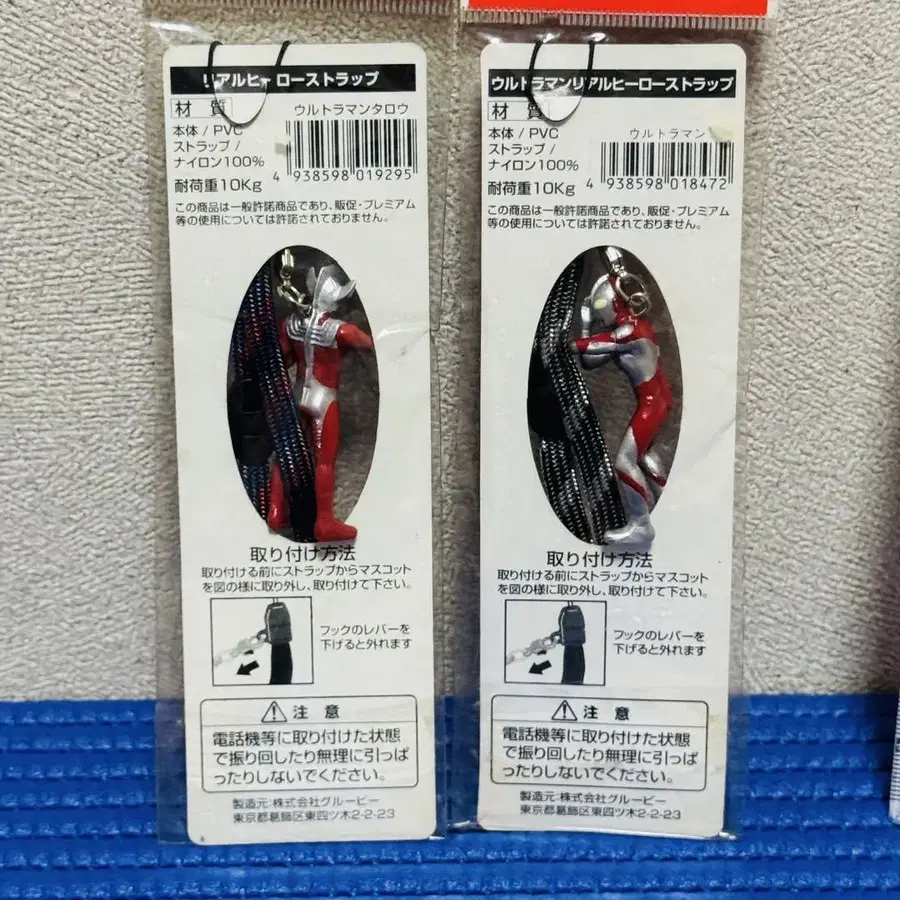 リアルヒーローストラップ
材質
ウルトラマンタロウ
本体/PVC
ストラップ/
ナイロン100%
耐荷重10Kg
4 938598 019295
この商品は一般許諾商品であり、販促・プレミアム
等の使用については許諾されておりません。
取り付け方法
取り付ける前にストラップからマスコット
を図の様に取り外し、取り付けて下さい。
フックのレバーを
下げると外れます
注意
電話機等に取り付けた状態
で振り回したり無理に引っぱ
ったりしないでください。
製造元:株式会社グルービー
東京都葛飾区東四ツ木2-2-23
ウルトラマンリアルヒーローストラップ
材質
ウルトラマン
本体/PVC
ストラップ/
ナイロン100%
耐荷重10Kg
4 938598 018472
この商品は一般許諾商品であり、販促・プレミアム
等の使用については許諾されておりません。
取り付け方法
取り付ける前にストラップからマスコット
を図の様に取り外し、取り付けて下さい。
フックのレバーを
下げると外れます
注意
電話機等に取り付けた状態
で振り回したり無理に引っぱ
ったりしないでください。
製造元:株式会社グルービー
東京都葛飾区東四ツ木2-2-23